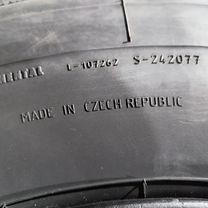 L-107262 S-242077
MADE IN CZECH REPUBLIC